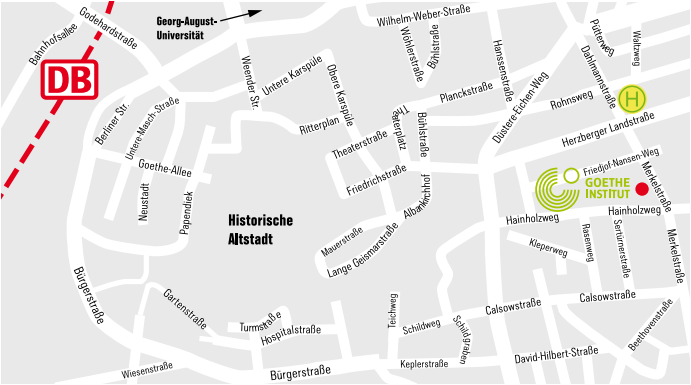 Georg-August-
Universität
Godehardstraße
Bahnhofsallee
DB
Wilhelm-Weber-Straße
Wöhlerstraße
Bühlstraße
Hanssenstraße
Pütterweg
Waltzweg
Dahlmannstraße
Weender Str.
Untere Karspüle
Obere Karspüle
Planckstraße
Düstere-Eichen-Weg
Rohnsweg
H
Berliner Str.
Untere-Masch-Straße
Ritterplan
Theaterstraße
Theaterplatz
Bühlstraße
Herzberger Landstraße
Goethe-Allee
Friedrichstraße
Friedjof-Nansen-Weg
GOETHE
INSTITUT
Merkelstraße
Neustadt
Papendiek
Historische
Altstadt
Albanikirchhof
Hainholzweg
Hainholzweg
Mauerstraße
Lange Geismarstraße
Kleperweg
Rasenweg
Sertürnerstraße
Merkelstraße
Bürgerstraße
Gartenstraße
Turmstraße
Hospitalstraße
Teichweg
Schildweg
Schildgraben
Calsowstraße
Calsowstraße
Beethovenstraße
Wiesenstraße
Bürgerstraße
Keplerstraße
David-Hilbert-Straße